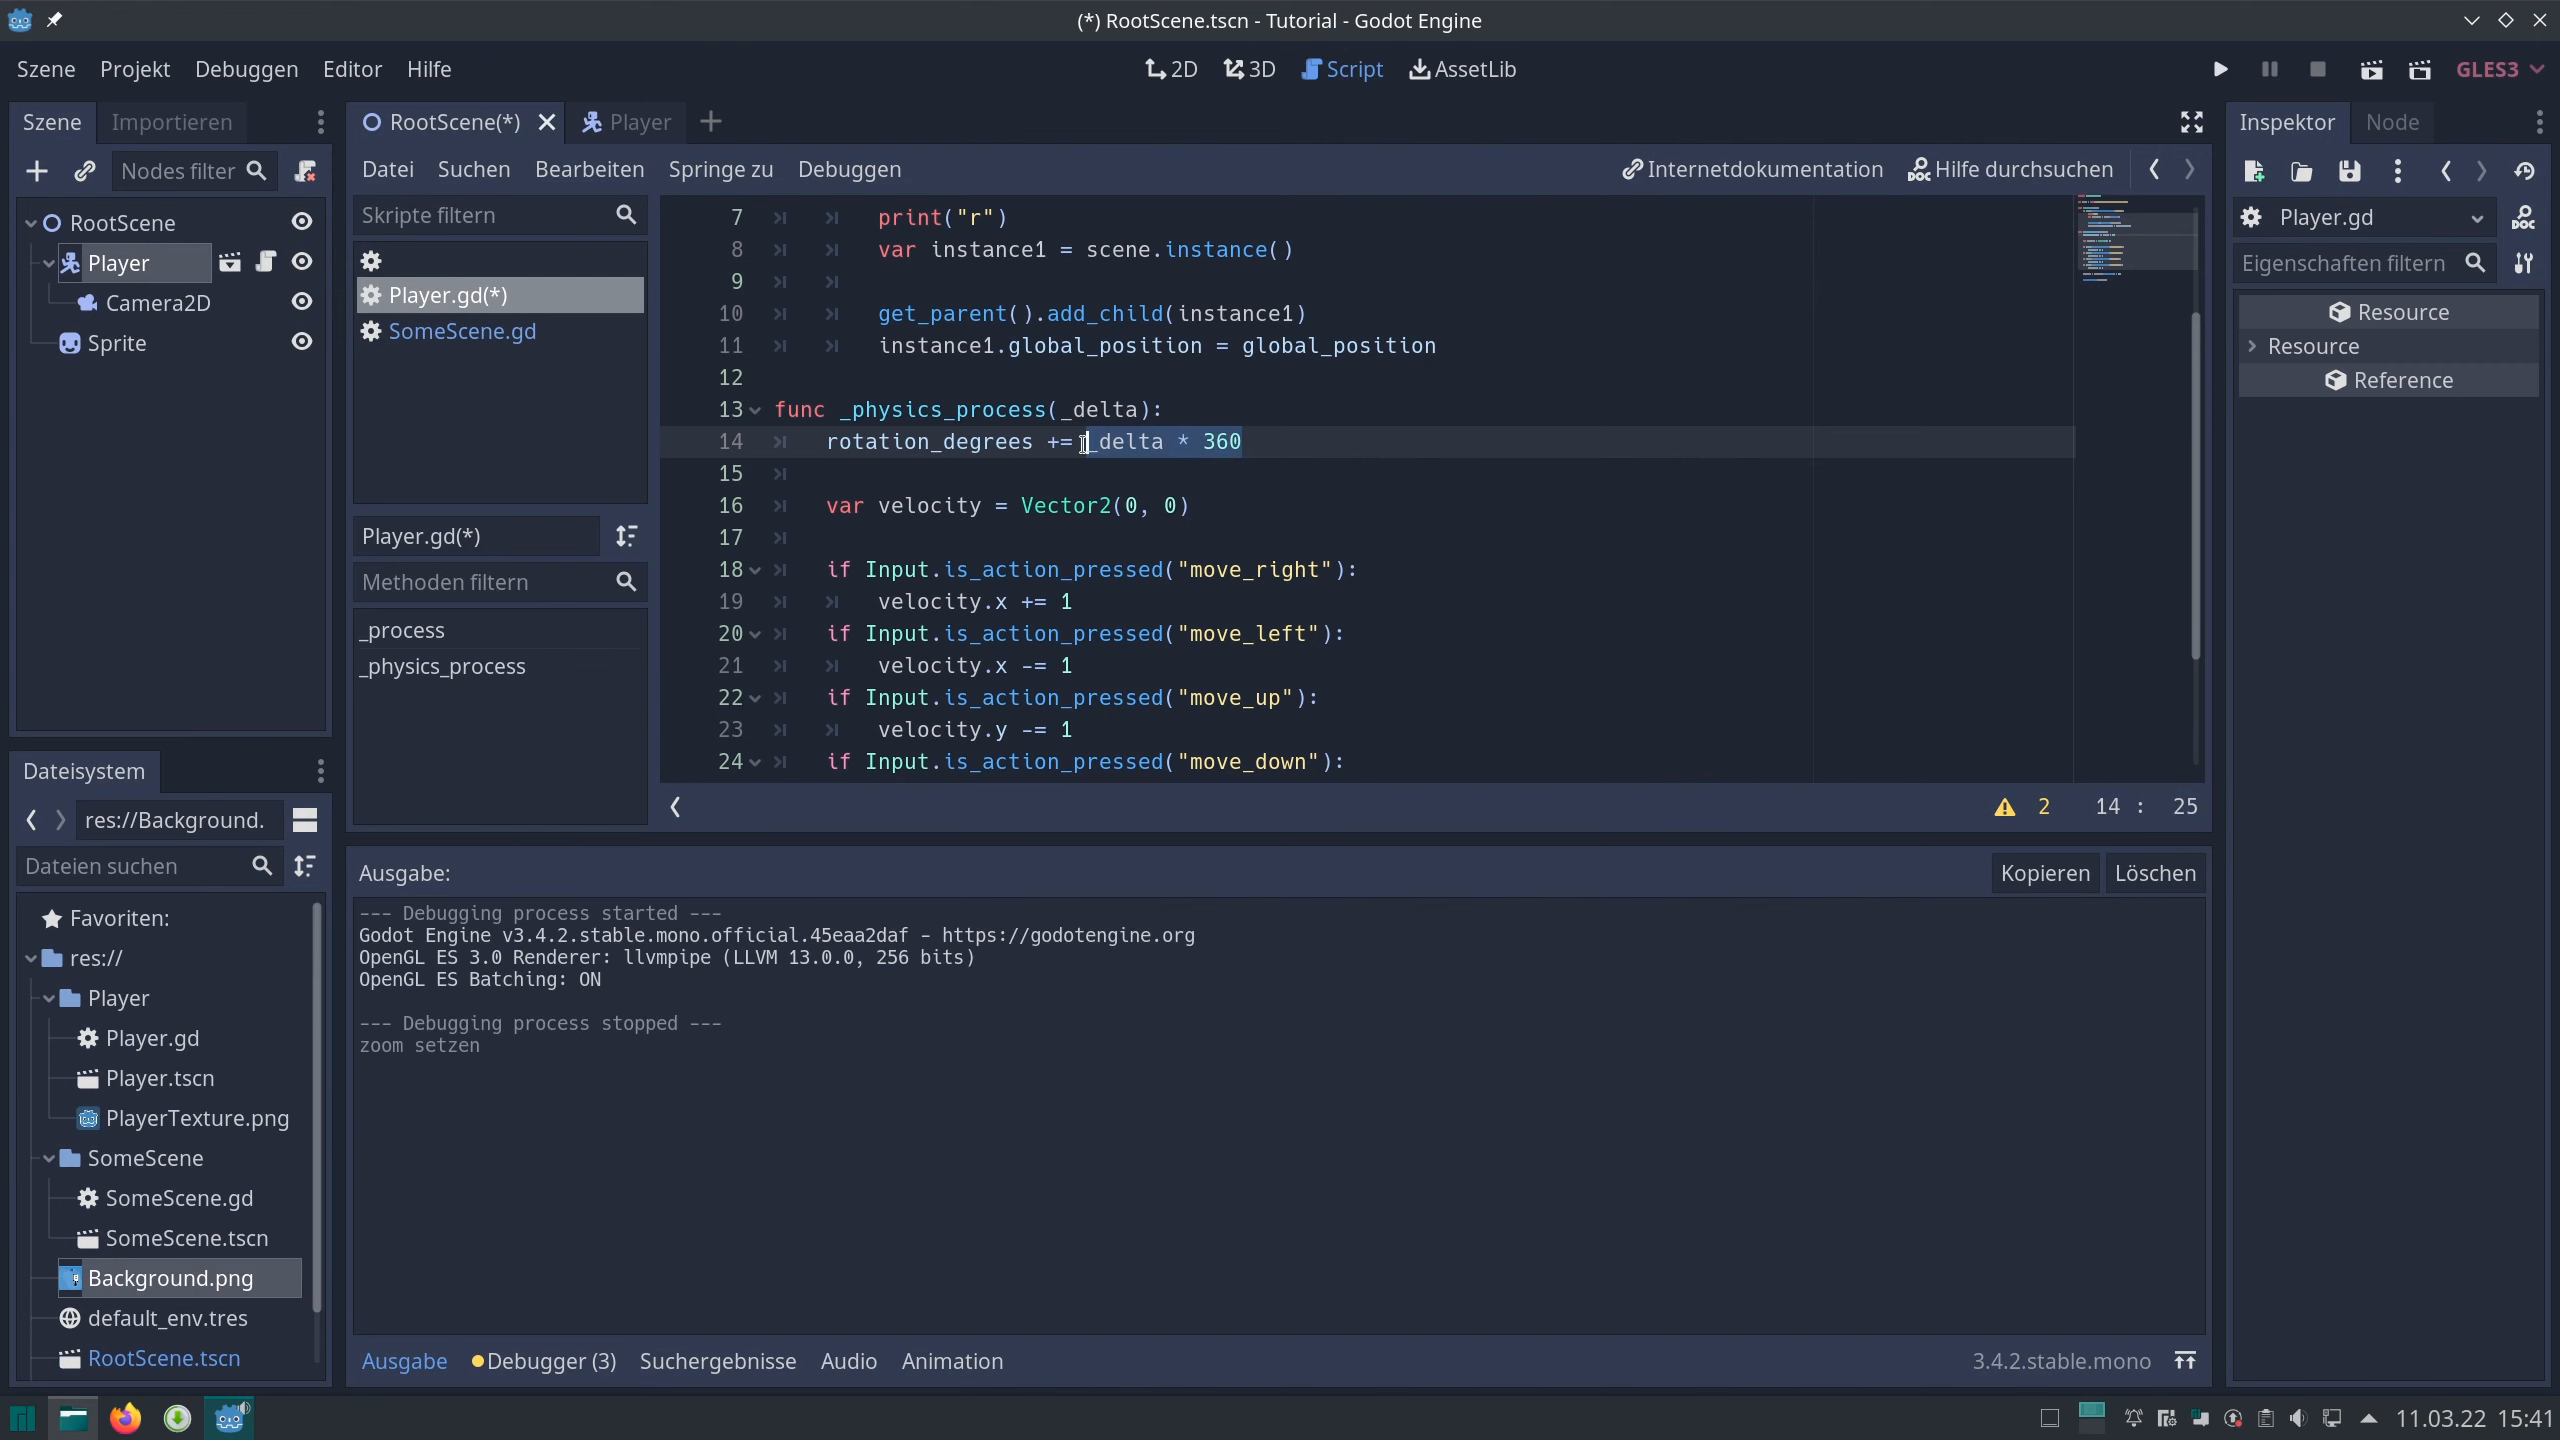 (*) RootScene.tscn - Tutorial - Godot Engine
Szene Projekt Debuggen Editor Hilfe
2D 3D Script AssetLib
GLES3
Szene Importieren
Nodes filter
RootScene
Player
Camera2D
Sprite
RootScene(*) Player
Datei Suchen Bearbeiten Springe zu Debuggen
Internetdokumentation Hilfe durchsuchen
Skripte filtern
Player.gd(*)
SomeScene.gd
Player.gd(*)
Methoden filtern
_process
_physics_process
7 print("r")
8 var instance1 = scene.instance()
9
10 get_parent().add_child(instance1)
11 instance1.global_position = global_position
12
13 func _physics_process(_delta):
14 rotation_degrees += _delta * 360
15
16 var velocity = Vector2(0, 0)
17
18 if Input.is_action_pressed("move_right"):
19 velocity.x += 1
20 if Input.is_action_pressed("move_left"):
21 velocity.x -= 1
22 if Input.is_action_pressed("move_up"):
23 velocity.y -= 1
24 if Input.is_action_pressed("move_down"):
2 14 : 25
Inspektor Node
Player.gd
DOC
Eigenschaften filtern
Resource
Resource
Reference
Dateisystem
res://Background.
Dateien suchen
Favoriten:
res://
Player
Player.gd
Player.tscn
PlayerTexture.png
SomeScene
SomeScene.gd
SomeScene.tscn
Background.png
default_env.tres
RootScene.tscn
Ausgabe:
Kopieren Löschen
--- Debugging process started ---
Godot Engine v3.4.2.stable.mono.official.45eaa2daf - https://godotengine.org
OpenGL ES 3.0 Renderer: llvmpipe (LLVM 13.0.0, 256 bits)
OpenGL ES Batching: ON
--- Debugging process stopped ---
zoom setzen
Ausgabe Debugger (3) Suchergebnisse Audio Animation
3.4.2.stable.mono
11.03.22 15:41